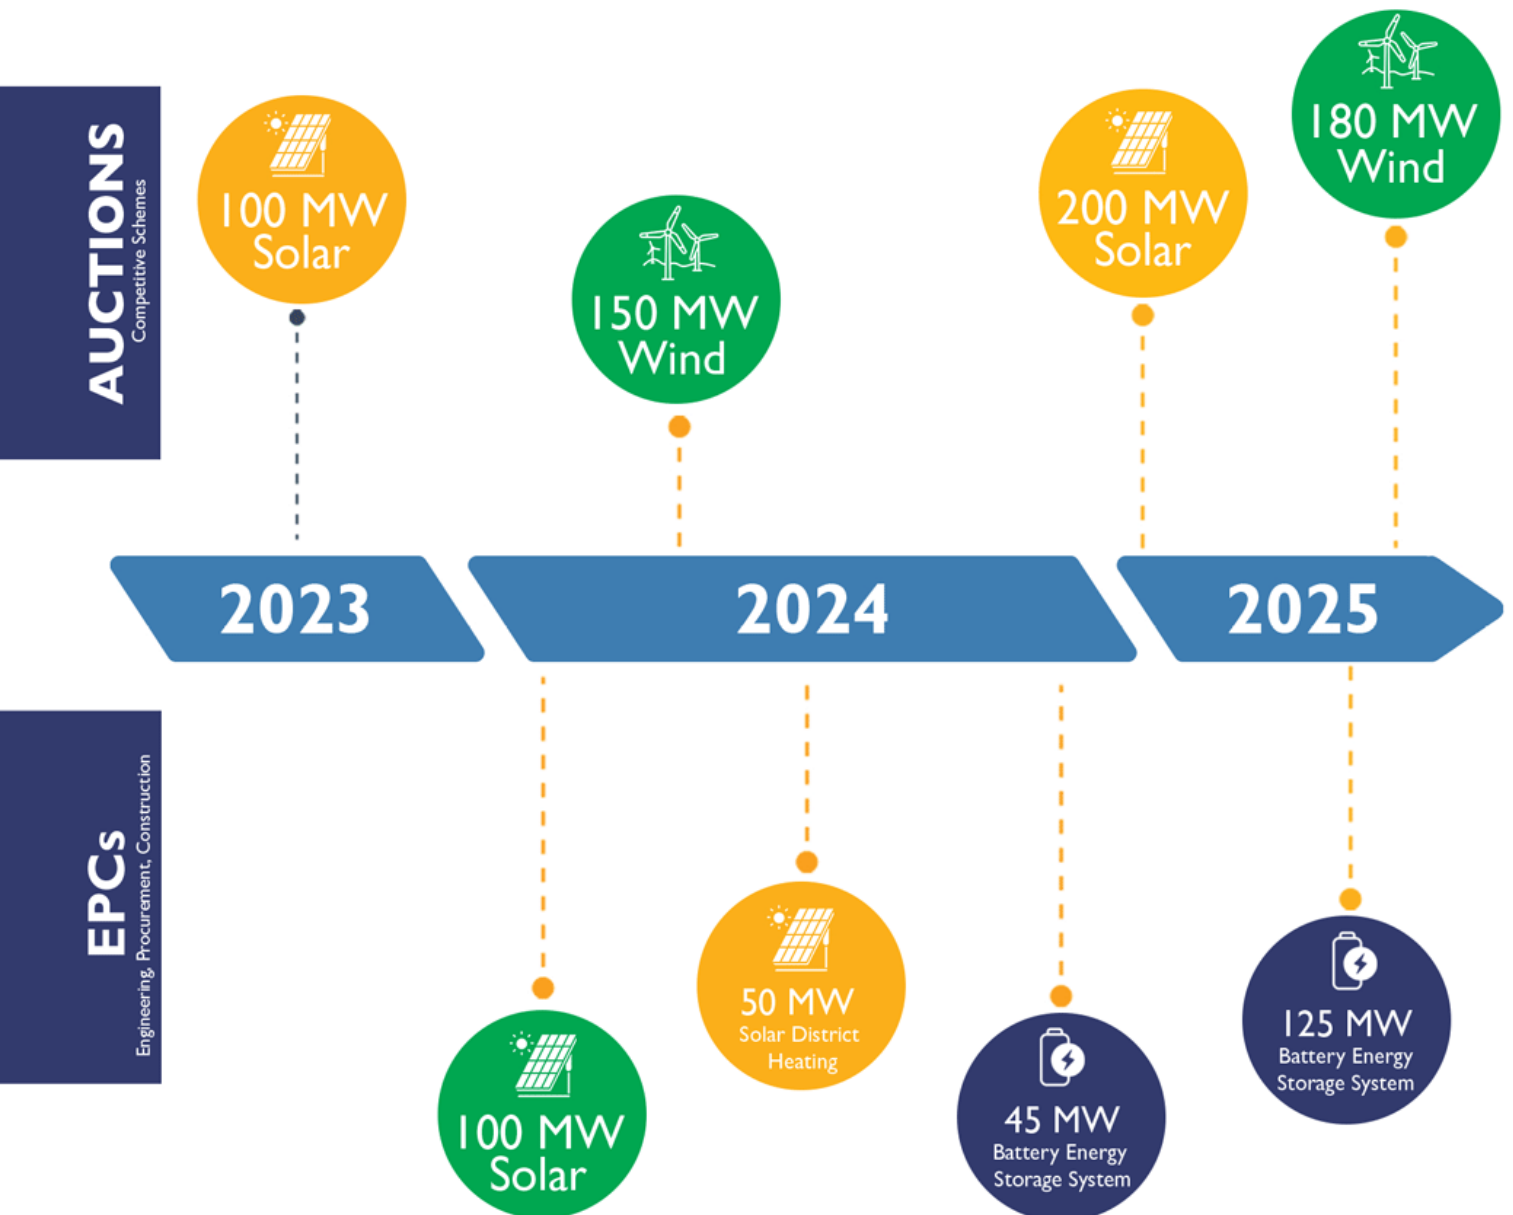 AUCTIONS
Competitive Schemes
100 MW
Solar
150 MW
Wind
200 MW
Solar
180 MW
Wind
2023
2024
2025
EPCs
Engineering, Procurement, Construction
100 MW
Solar
50 MW
Solar District
Heating
45 MW
Battery Energy
Storage System
125 MW
Battery Energy
Storage System